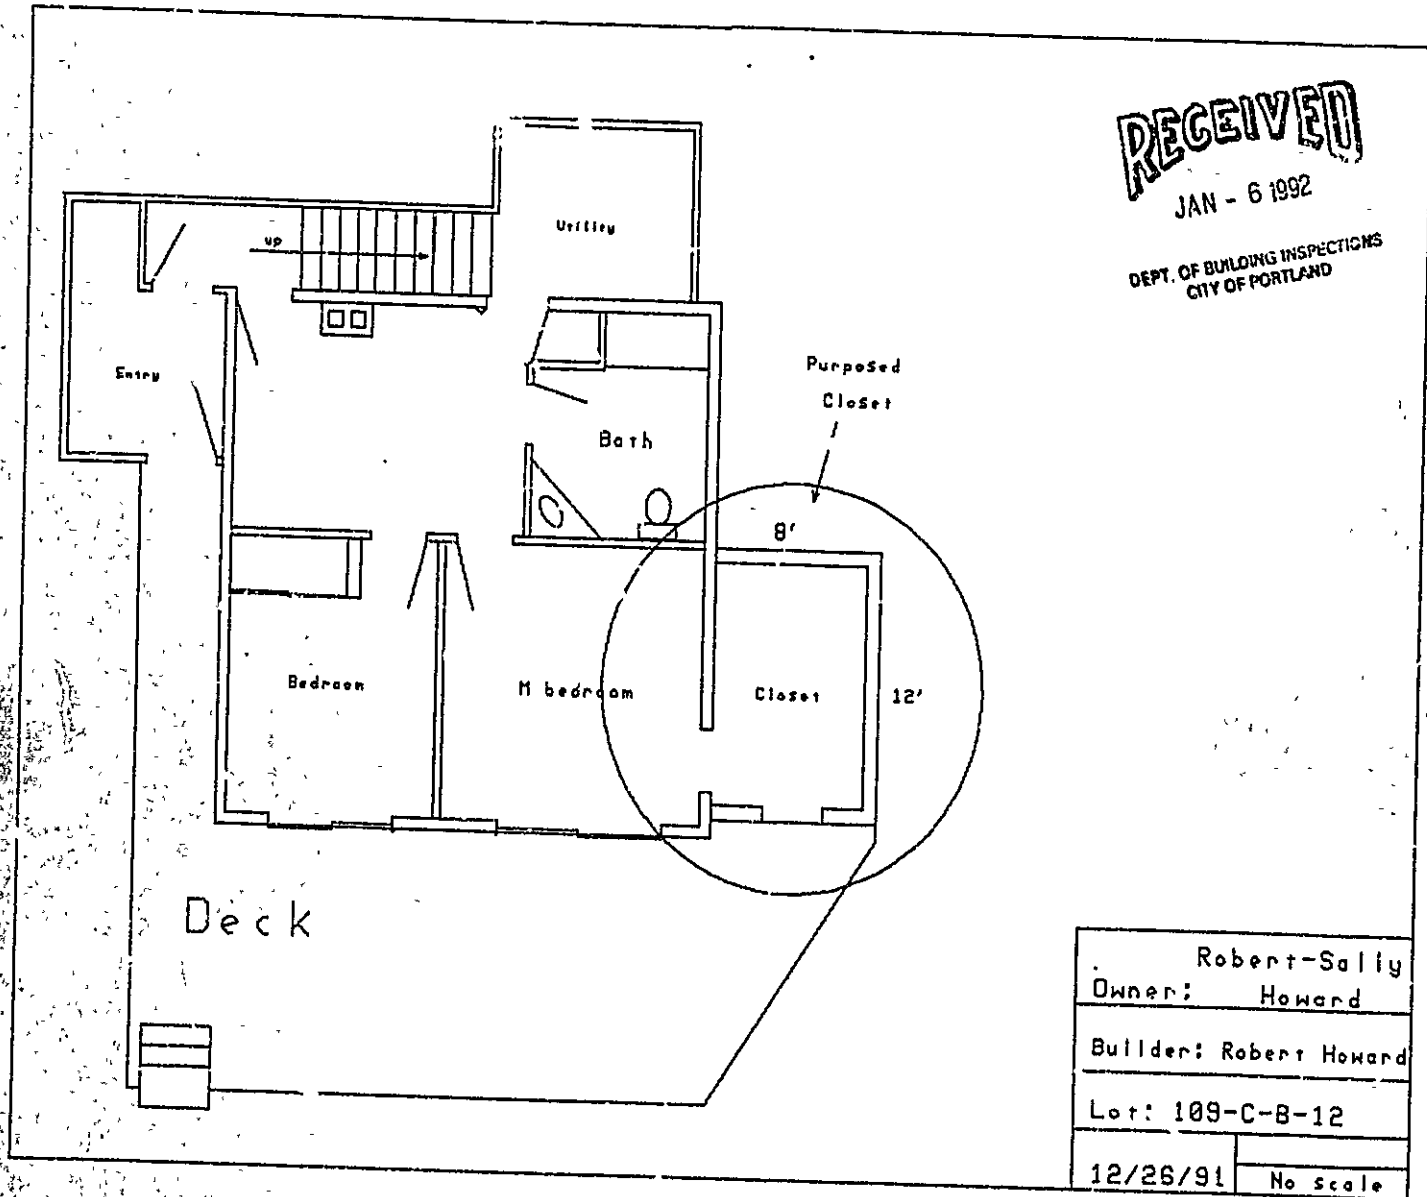 RECEIVED
JAN - 6 1992
DEPT. OF BUILDING INSPECTIONS
CITY OF PORTLAND
Utility
up
Entry
Purposed
Closet
Bath
8'
Bedroom
M bedroom
Closet
12'
Deck
Robert-Sally
Owner: Howard
Builder: Robert Howard
Lot: 109-C-B-12
12/26/91
No scale